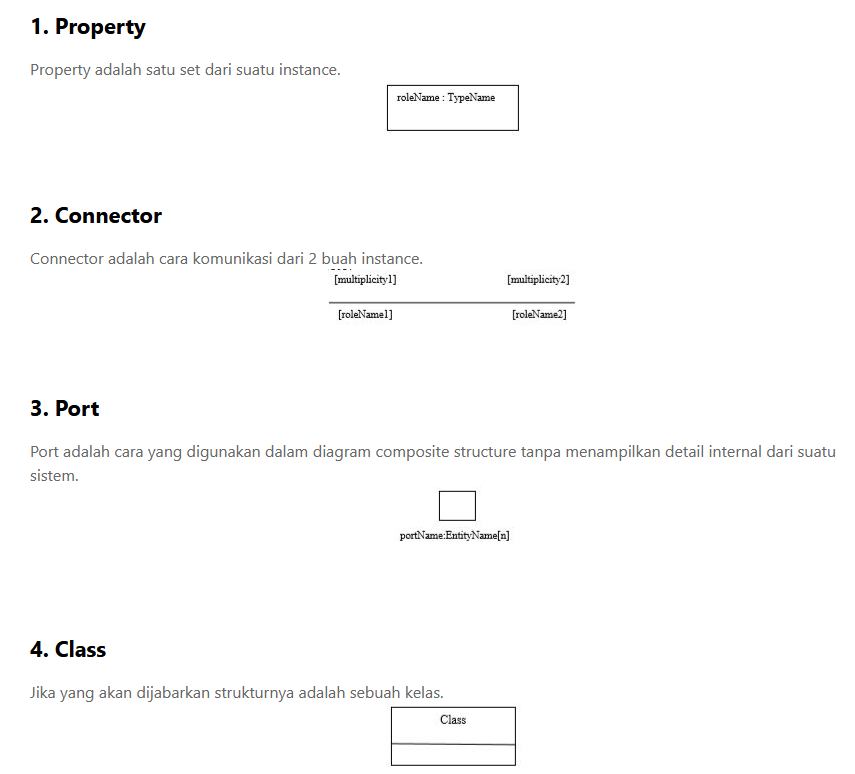 1. Property
Property adalah satu set dari suatu instance.
roleName : TypeName
2. Connector
Connector adalah cara komunikasi dari 2 buah instance.
[multiplicity1] [multiplicity2]
[roleName1] [roleName2]
3. Port
Port adalah cara yang digunakan dalam diagram composite structure tanpa menampilkan detail internal dari suatu
sistem.
portName:EntityName[n]
4. Class
Jika yang akan dijabarkan strukturnya adalah sebuah kelas.
Class